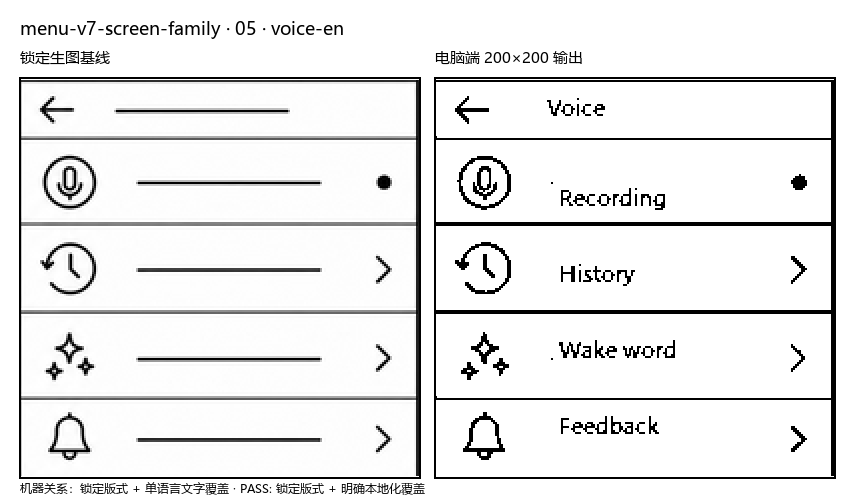 menu-v7-screen-family · 05 · voice-en
锁定生图基线
电脑端 200×200 输出
Voice
Recording
History
Wake word
Feedback
机器关系：锁定版式 + 单语言文字覆盖 · PASS: 锁定版式 + 明确本地化覆盖